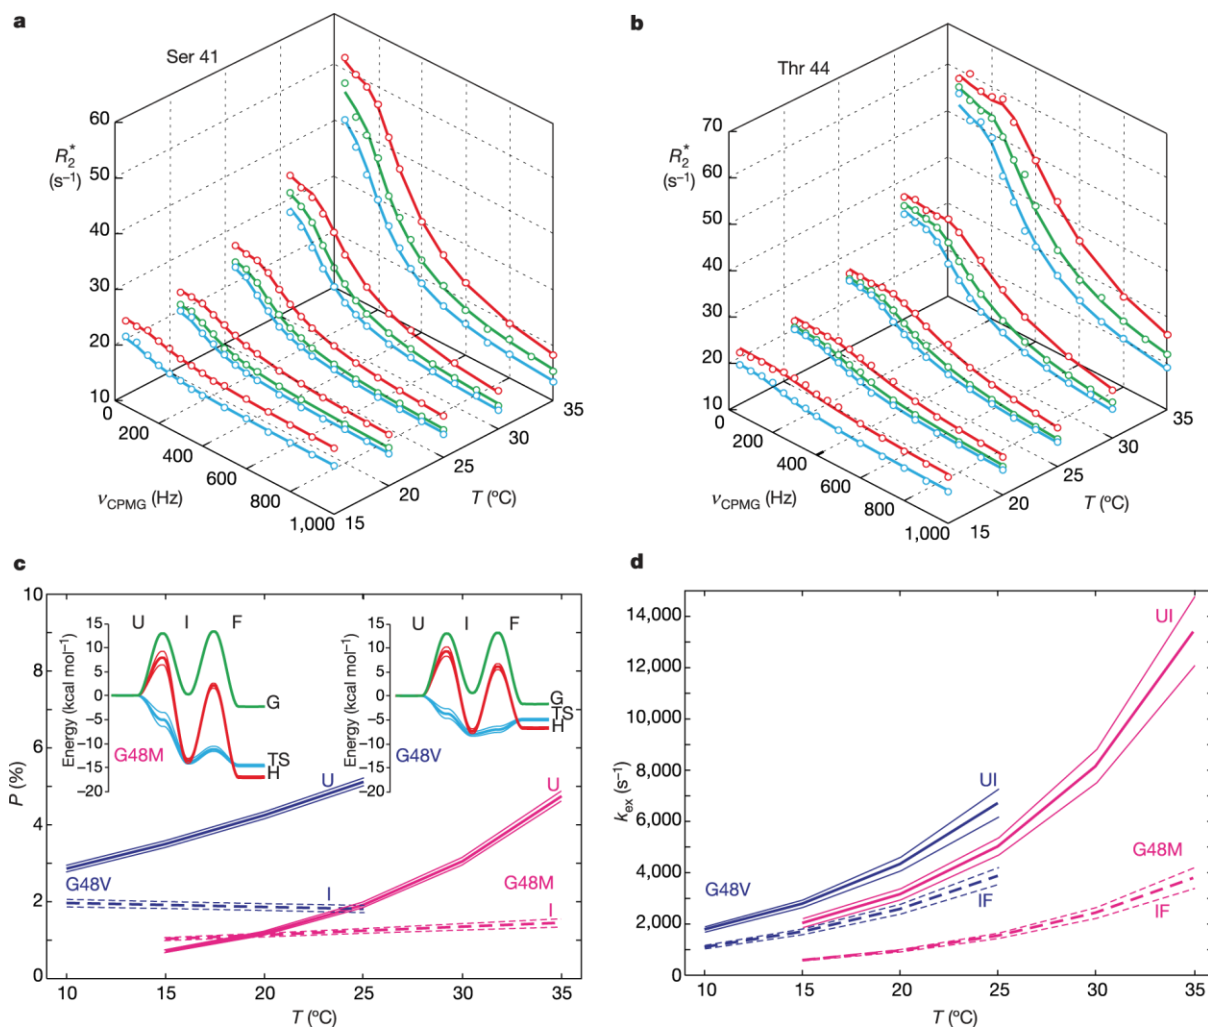 a
Ser 41
60
50
40
30
20
10
R2*
(s−1)
0
200
400
600
800
1,000
νCPMG (Hz)
15
20
25
30
35
T (°C)
b
Thr 44
70
60
50
40
30
20
10
R2*
(s−1)
0
200
400
600
800
1,000
νCPMG (Hz)
15
20
25
30
35
T (°C)
c
10
8
6
4
2
0
P (%)
10 15 20 25 30 35
T (°C)
U I F
15
10
5
0
−5
−10
−15
−20
Energy (kcal mol−1)
G
TS
H
G48M
U I F
15
10
5
0
−5
−10
−15
−20
Energy (kcal mol−1)
G
TS
H
G48V
U
U
G48V
I
G48M
I
d
14,000
12,000
10,000
8,000
6,000
4,000
2,000
0
kex (s−1)
10 15 20 25 30 35
T (°C)
UI
UI
G48V
G48M
IF
IF